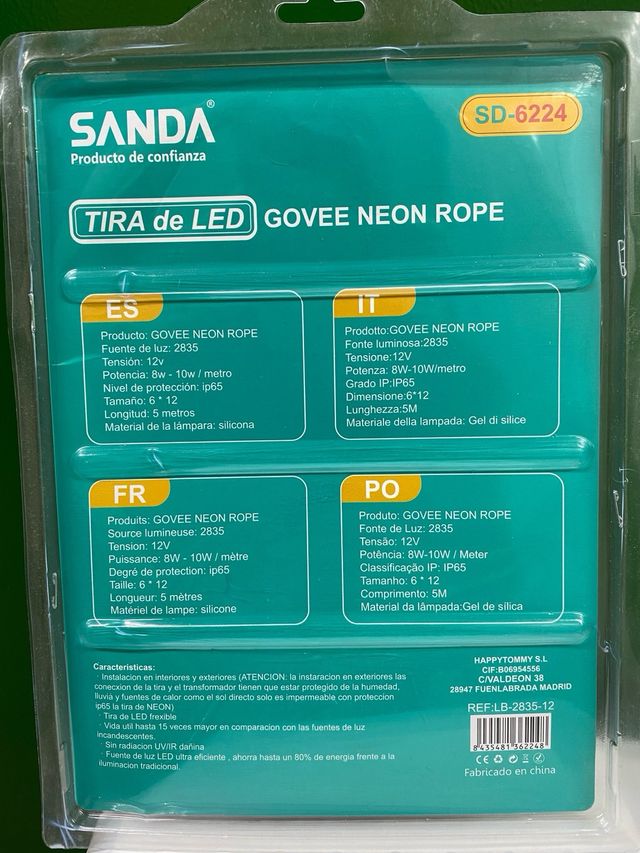 SANDA®
Producto de confianza
SD-6224
TIRA de LED GOVEE NEON ROPE
ES
Producto: GOVEE NEON ROPE
Fuente de luz: 2835
Tensión: 12v
Potencia: 8w - 10w / metro
Nivel de protección: ip65
Tamaño: 6 * 12
Longitud: 5 metros
Material de la lámpara: silicona
IT
Prodotto:GOVEE NEON ROPE
Fonte luminosa:2835
Tensione:12V
Potenza: 8W-10W/metro
Grado IP:IP65
Dimensione:6*12
Lunghezza:5M
Materiale della lampada: Gel di silice
FR
Produits: GOVEE NEON ROPE
Source lumineuse: 2835
Tension: 12V
Puissance: 8W - 10W / mètre
Degré de protection: ip65
Taille: 6 * 12
Longueur: 5 mètres
Matériel de lampe: silicone
PO
Produto: GOVEE NEON ROPE
Fonte de Luz: 2835
Tensão: 12V
Potência: 8W-10W / Meter
Classificação IP: IP65
Tamanho: 6 * 12
Comprimento: 5M
Material da lâmpada:Gel de sílica
Caracteristicas:
· Instalacion en interiores y exteriores (ATENCION: la instaracion en exteriores las
conecxion de la tira y el transformador tienen que estar protegido de la humedad,
lluvia y fuentes de calor como el sol directo solo es impermeable con proteccion
ip65 la tira de NEON)
· Tira de LED frexible
· Vida util hasta 15 veces mayor en comparacion con las fuentes de luz
incandescentes.
· Sin radiacion UV/IR dañina
· Fuente de luz LED ultra eficiente , ahorra hasta un 80% de energia frente a la
iluminacion tradicional.
HAPPYTOMMY S.L
CIF:B06954556
C/VALDEON 38
28947 FUENLABRADA MADRID
REF:LB-2835-12
8 435481 362248
CE
Fabricado en china